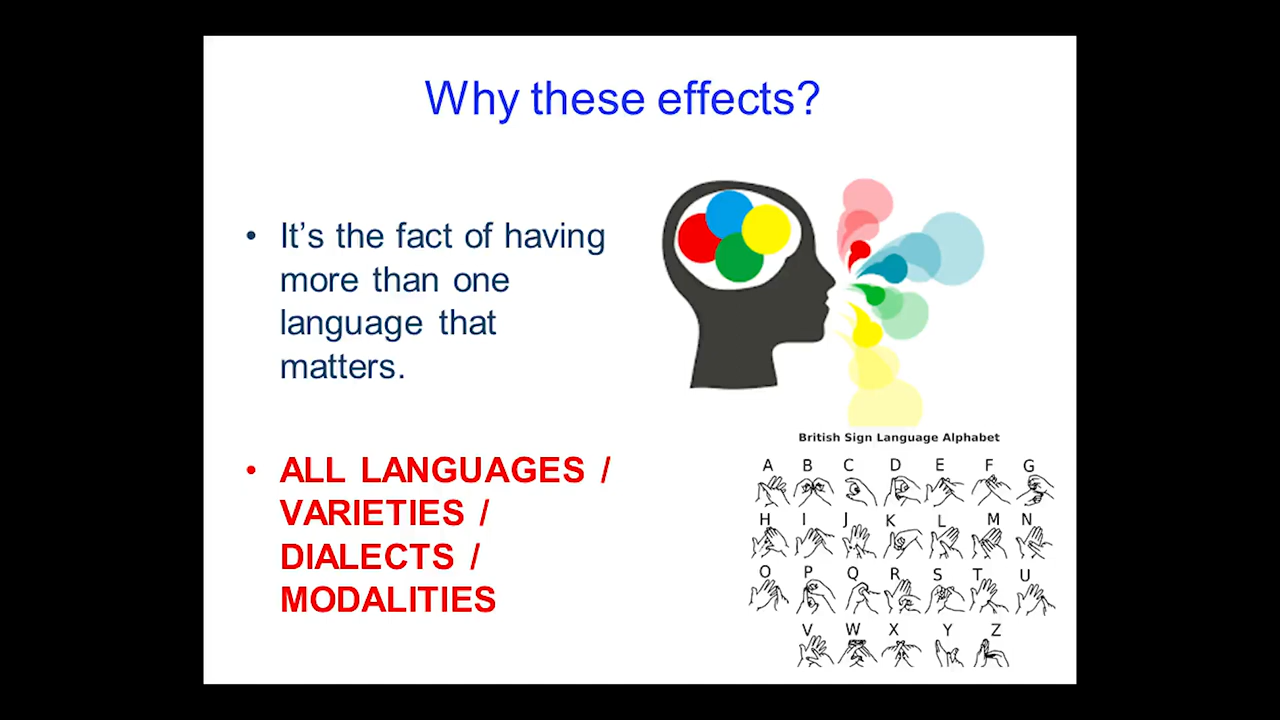 Why these effects?
• It’s the fact of having
more than one
language that
matters.
• ALL LANGUAGES /
VARIETIES /
DIALECTS /
MODALITIES
British Sign Language Alphabet
A B C D E F G
H I J K L M N
O P Q R S T U
V W X Y Z